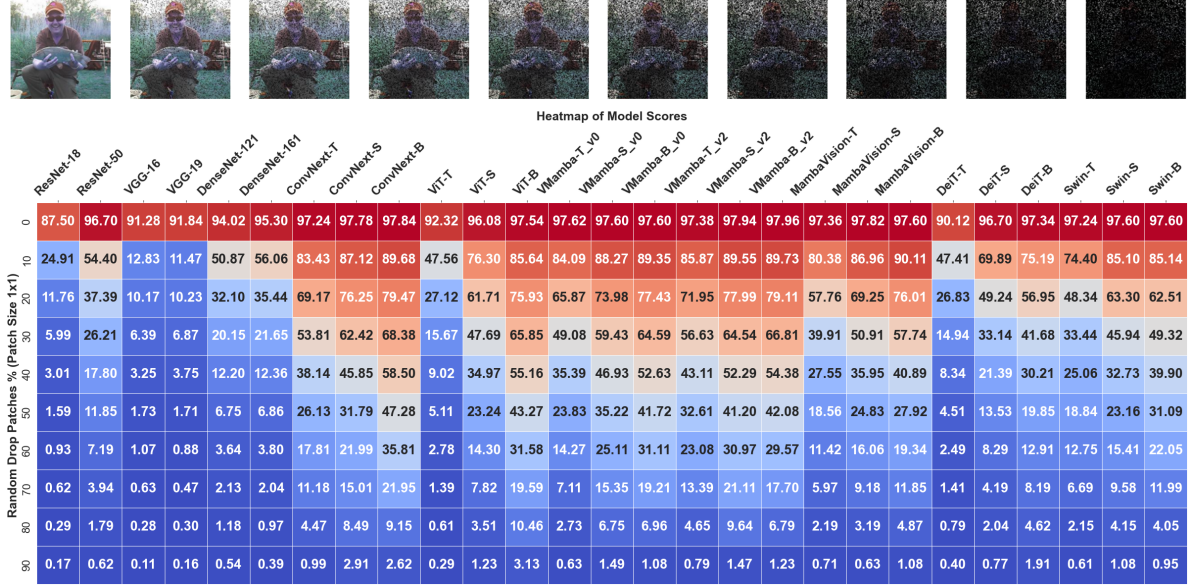 Heatmap of Model Scores
ResNet-18 ResNet-50 VGG-16 VGG-19 DenseNet-121 DenseNet-161 ConvNext-T ConvNext-S ConvNext-B ViT-T ViT-S ViT-B VMamba-T_v0 VMamba-S_v0 VMamba-B_v0 VMamba-T_v2 VMamba-S_v2 VMamba-B_v2 MambaVision-T MambaVision-S MambaVision-B DeiT-T DeiT-S DeiT-B Swin-T Swin-S Swin-B
Random Drop Patches % (Patch Size 1x1)
0 87.50 96.70 91.28 91.84 94.02 95.30 97.24 97.78 97.84 92.32 96.08 97.54 97.62 97.60 97.60 97.38 97.94 97.96 97.36 97.82 97.60 90.12 96.70 97.34 97.24 97.60 97.60
10 24.91 54.40 12.83 11.47 50.87 56.06 83.43 87.12 89.68 47.56 76.30 85.64 84.09 88.27 89.35 85.87 89.55 89.73 80.38 86.96 90.11 47.41 69.89 75.19 74.40 85.10 85.14
20 11.76 37.39 10.17 10.23 32.10 35.44 69.17 76.25 79.47 27.12 61.71 75.93 65.87 73.98 77.43 71.95 77.99 79.11 57.76 69.25 76.01 26.83 49.24 56.95 48.34 63.30 62.51
30 5.99 26.21 6.39 6.87 20.15 21.65 53.81 62.42 68.38 15.67 47.69 65.85 49.08 59.43 64.59 56.63 64.54 66.81 39.91 50.91 57.74 14.94 33.14 41.68 33.44 45.94 49.32
40 3.01 17.80 3.25 3.75 12.20 12.36 38.14 45.85 58.50 9.02 34.97 55.16 35.39 46.93 52.63 43.11 52.29 54.38 27.55 35.95 40.89 8.34 21.39 30.21 25.06 32.73 39.90
50 1.59 11.85 1.73 1.71 6.75 6.86 26.13 31.79 47.28 5.11 23.24 43.27 23.83 35.22 41.72 32.61 41.20 42.08 18.56 24.83 27.92 4.51 13.53 19.85 18.84 23.16 31.09
60 0.93 7.19 1.07 0.88 3.64 3.80 17.81 21.99 35.81 2.78 14.30 31.58 14.27 25.11 31.11 23.08 30.97 29.57 11.42 16.06 19.34 2.49 8.29 12.91 12.75 15.41 22.05
70 0.62 3.94 0.63 0.47 2.13 2.04 11.18 15.01 21.95 1.39 7.82 19.59 7.11 15.35 19.21 13.39 21.11 17.70 5.97 9.18 11.85 1.41 4.19 8.19 6.69 9.58 11.99
80 0.29 1.79 0.28 0.30 1.18 0.97 4.47 8.49 9.15 0.61 3.51 10.46 2.73 6.75 6.96 4.65 9.64 6.79 2.19 3.19 4.87 0.79 2.04 4.62 2.15 4.15 4.05
90 0.17 0.62 0.11 0.16 0.54 0.39 0.99 2.91 2.62 0.29 1.23 3.13 0.63 1.49 1.08 0.79 1.47 1.23 0.71 0.63 1.08 0.40 0.77 1.91 0.61 1.08 0.95